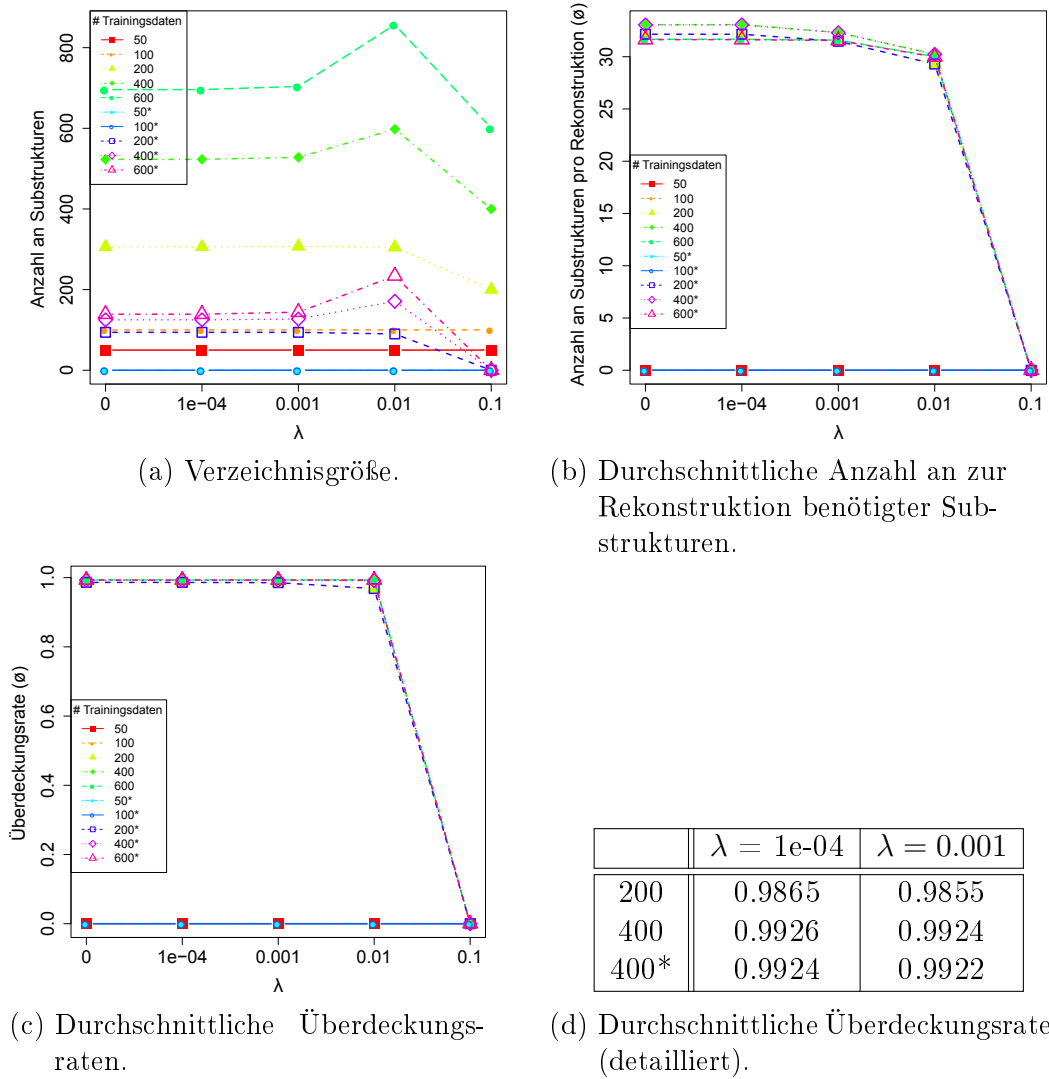 # Trainingsdaten
50
100
200
400
600
50*
100*
200*
400*
600*
Anzahl an Substrukturen
0
200
400
600
800
0
1e-04
0.001
0.01
0.1
λ
(a) Verzeichnisgröße.
# Trainingsdaten
50
100
200
400
600
50*
100*
200*
400*
600*
Anzahl an Substrukturen pro Rekonstruktion (ø)
0
5
10
15
20
25
30
0
1e-04
0.001
0.01
0.1
λ
(b) Durchschnittliche Anzahl an zur
Rekonstruktion benötigter Sub-
strukturen.
# Trainingsdaten
50
100
200
400
600
50*
100*
200*
400*
600*
Überdeckungsrate (ø)
0.0
0.2
0.4
0.6
0.8
1.0
0
1e-04
0.001
0.01
0.1
λ
(c) Durchschnittliche Überdeckungs-
raten.
λ = 1e-04 λ = 0.001
200 0.9865 0.9855
400 0.9926 0.9924
400* 0.9924 0.9922
(d) Durchschnittliche Überdeckungsrate
(detailliert).